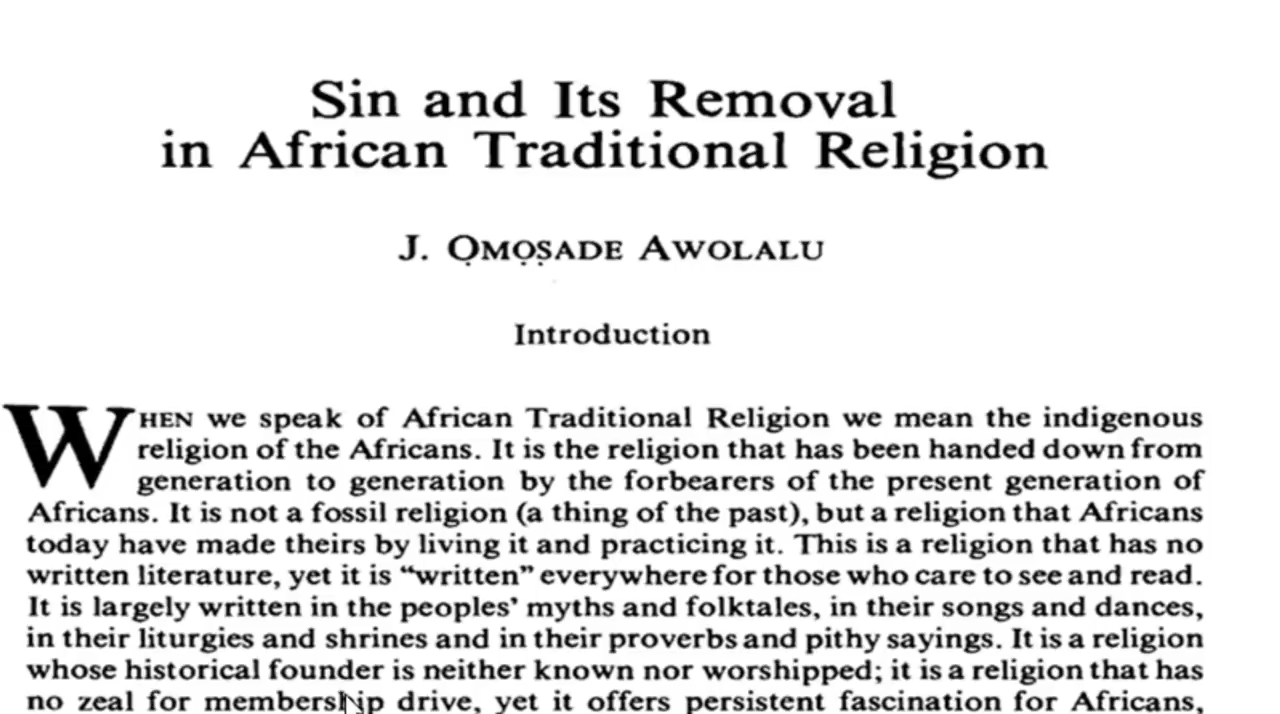 Sin and Its Removal
in African Traditional Religion
J. ỌMỌṢADE AWOLALU
Introduction
WHEN we speak of African Traditional Religion we mean the indigenous
religion of the Africans. It is the religion that has been handed down from
generation to generation by the forbearers of the present generation of
Africans. It is not a fossil religion (a thing of the past), but a religion that Africans
today have made theirs by living it and practicing it. This is a religion that has no
written literature, yet it is “written” everywhere for those who care to see and read.
It is largely written in the peoples’ myths and folktales, in their songs and dances,
in their liturgies and shrines and in their proverbs and pithy sayings. It is a religion
whose historical founder is neither known nor worshipped; it is a religion that has
no zeal for membership drive, yet it offers persistent fascination for Africans,